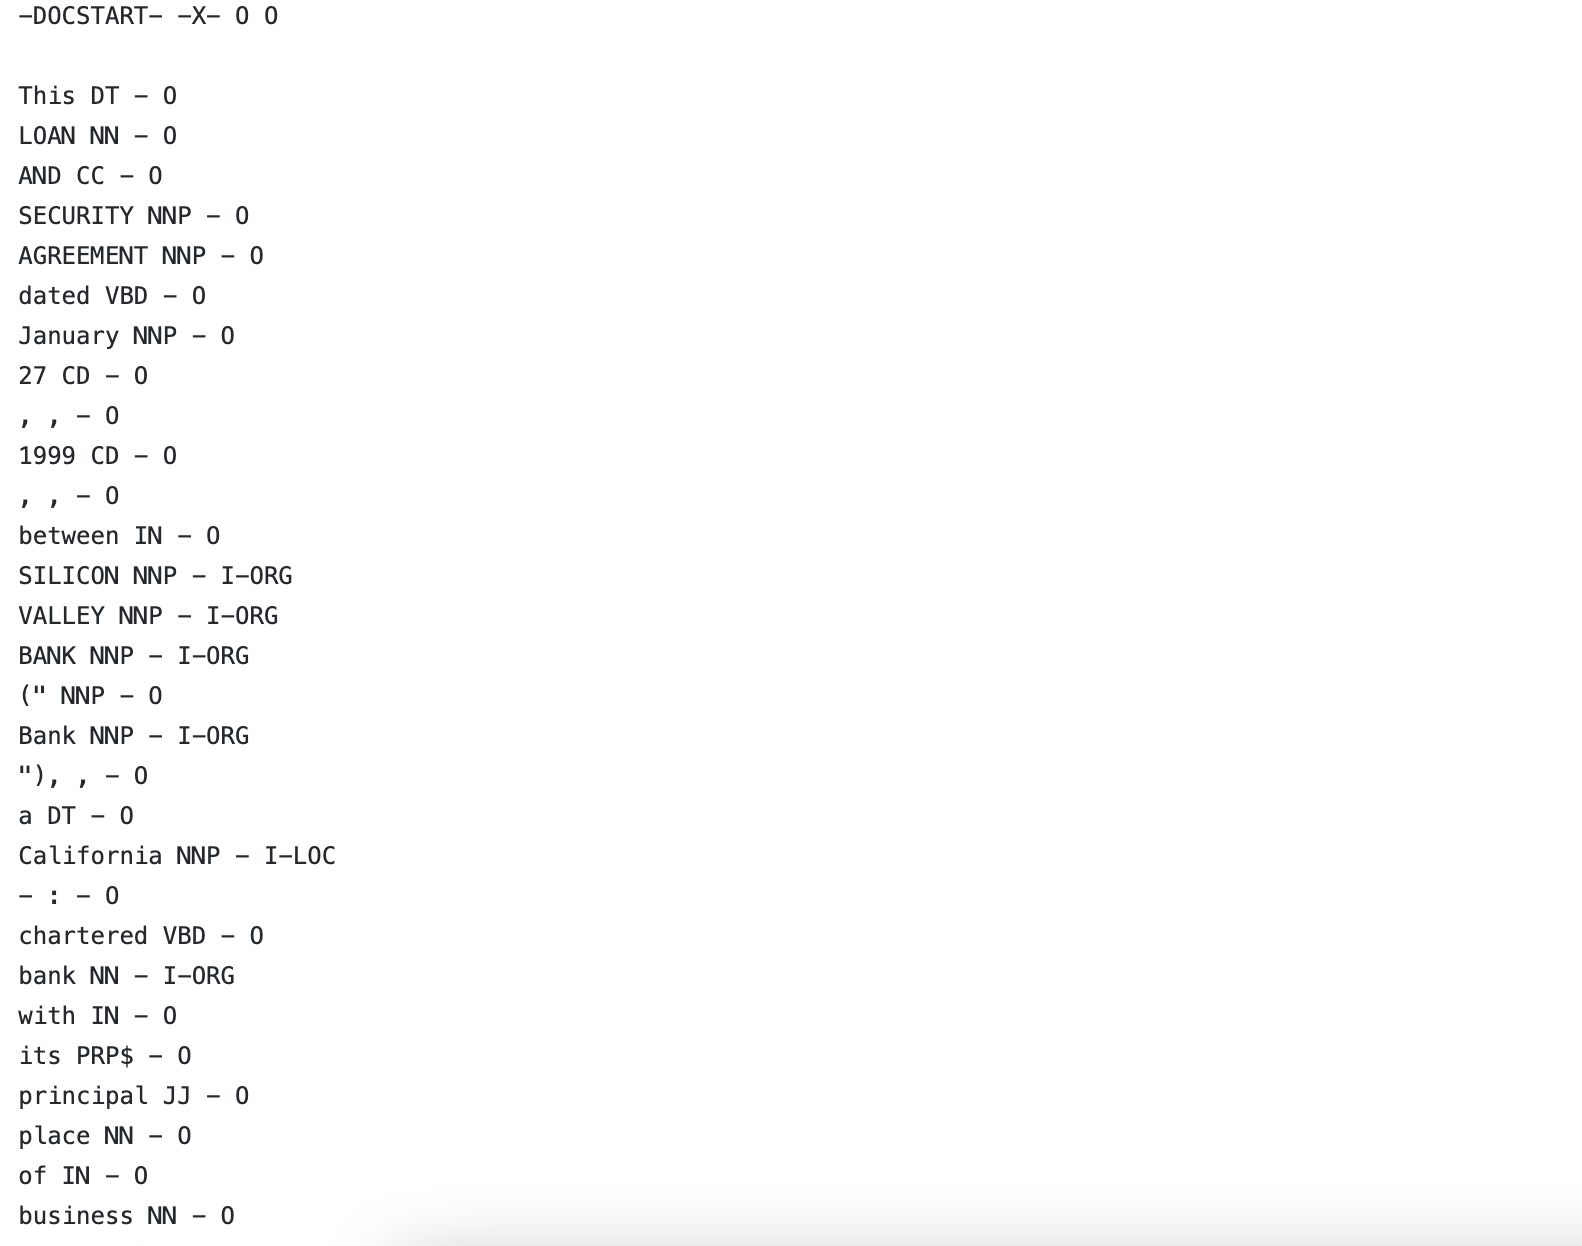 -DOCSTART- -X- O O
This DT - O
LOAN NN - O
AND CC - O
SECURITY NNP - O
AGREEMENT NNP - O
dated VBD - O
January NNP - O
27 CD - O
, , - O
1999 CD - O
, , - O
between IN - O
SILICON NNP - I-ORG
VALLEY NNP - I-ORG
BANK NNP - I-ORG
(" NNP - O
Bank NNP - I-ORG
"), , - O
a DT - O
California NNP - I-LOC
- : - O
chartered VBD - O
bank NN - I-ORG
with IN - O
its PRP$ - O
principal JJ - O
place NN - O
of IN - O
business NN - O